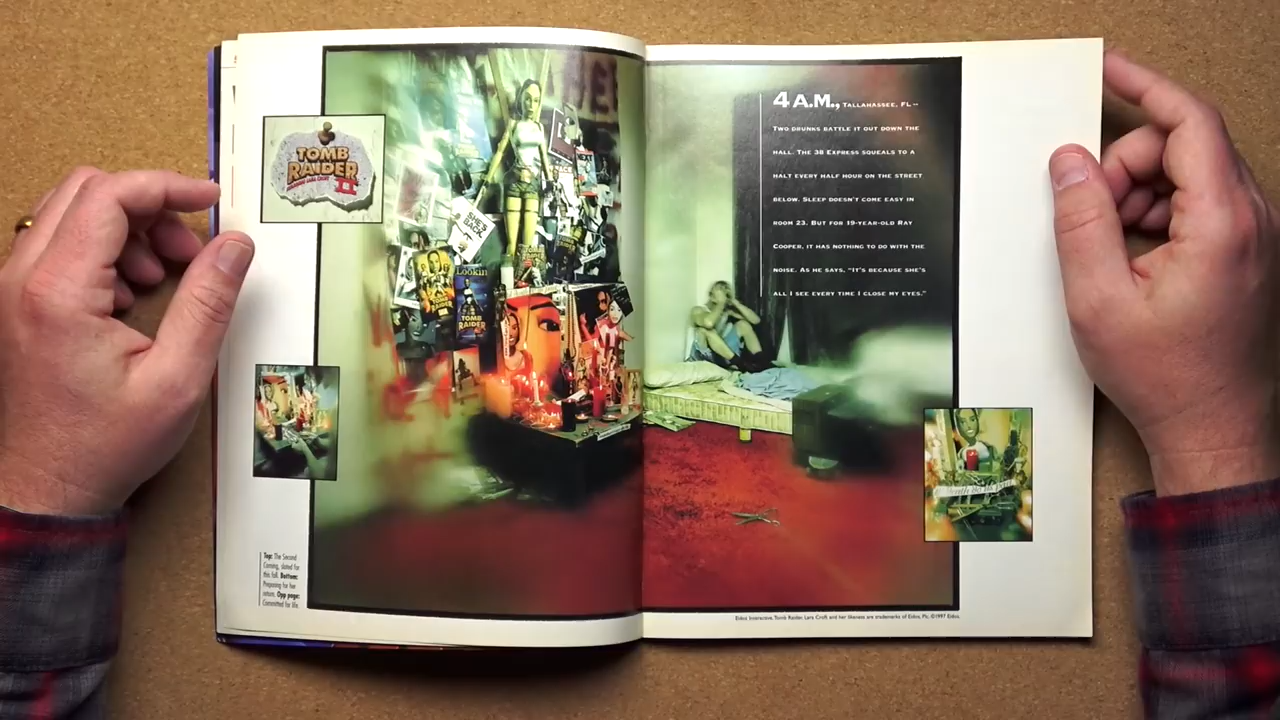 TOMB
RAIDER
II
SHE'S
BACK
Lookin
TOMB
RAIDER
Top: The Second
Coming, slated for
this fall. Bottom:
Preparing for her
return. Opp page:
Committed for life.
4 A.M., TALLAHASSEE, FL --
TWO DRUNKS BATTLE IT OUT DOWN THE
HALL. THE 38 EXPRESS SQUEALS TO A
HALT EVERY HALF HOUR ON THE STREET
BELOW. SLEEP DOESN'T COME EASY IN
ROOM 23. BUT FOR 19-YEAR-OLD RAY
COOPER, IT HAS NOTHING TO DO WITH THE
NOISE. AS HE SAYS, "IT'S BECAUSE SHE'S
ALL I SEE EVERY TIME I CLOSE MY EYES."
Eidos Interactive, Tomb Raider, Lara Croft and her likeness are trademarks of Eidos, Plc. ©1997 Eidos.